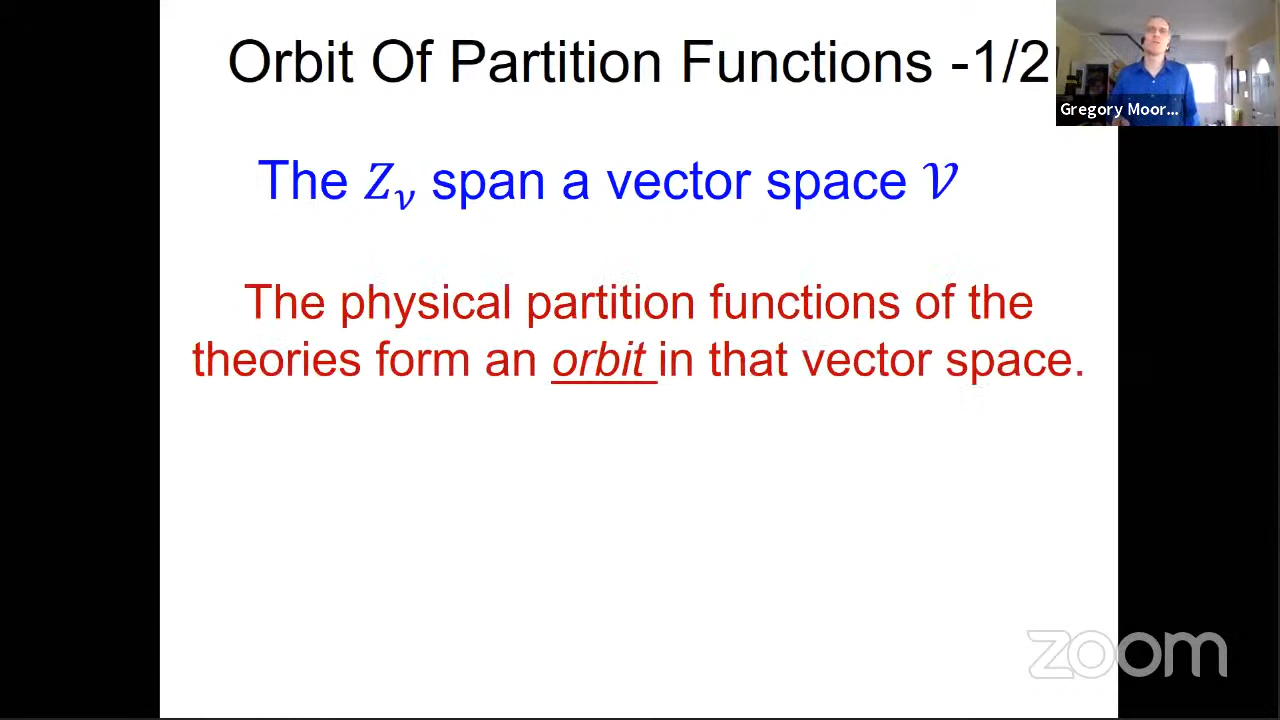 Orbit Of Partition Functions -1/2
Gregory Moor...
The Z_ν span a vector space 𝒱
The physical partition functions of the
theories form an orbit in that vector space.
zoom